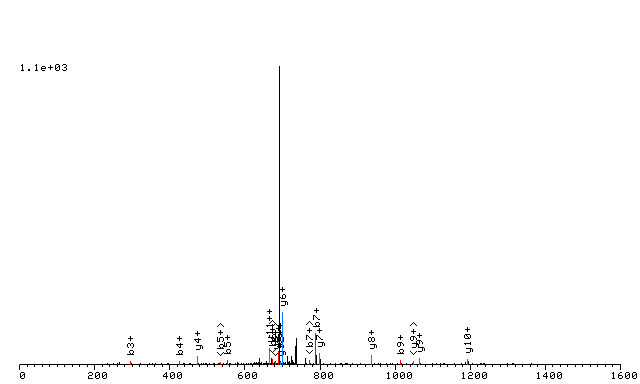 1.1e+03
b3+
b4+
y4+
<b5+>
b5+
y6+
<b7+>
b7+
y7+
y8+
b9+
<y9+>
y9+
y10+
0 200 400 600 800 1000 1200 1400 1600